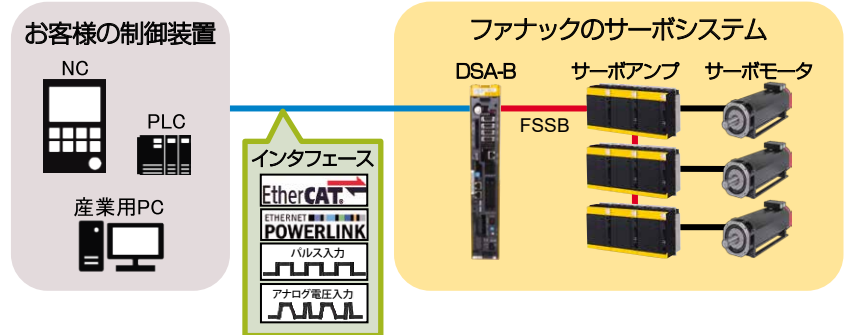 お客様の制御装置
NC
PLC
産業用PC
インタフェース
EtherCAT®
ETHERNET
POWERLINK
パルス入力
アナログ電圧入力
ファナックのサーボシステム
DSA-B
サーボアンプ
サーボモータ
FSSB